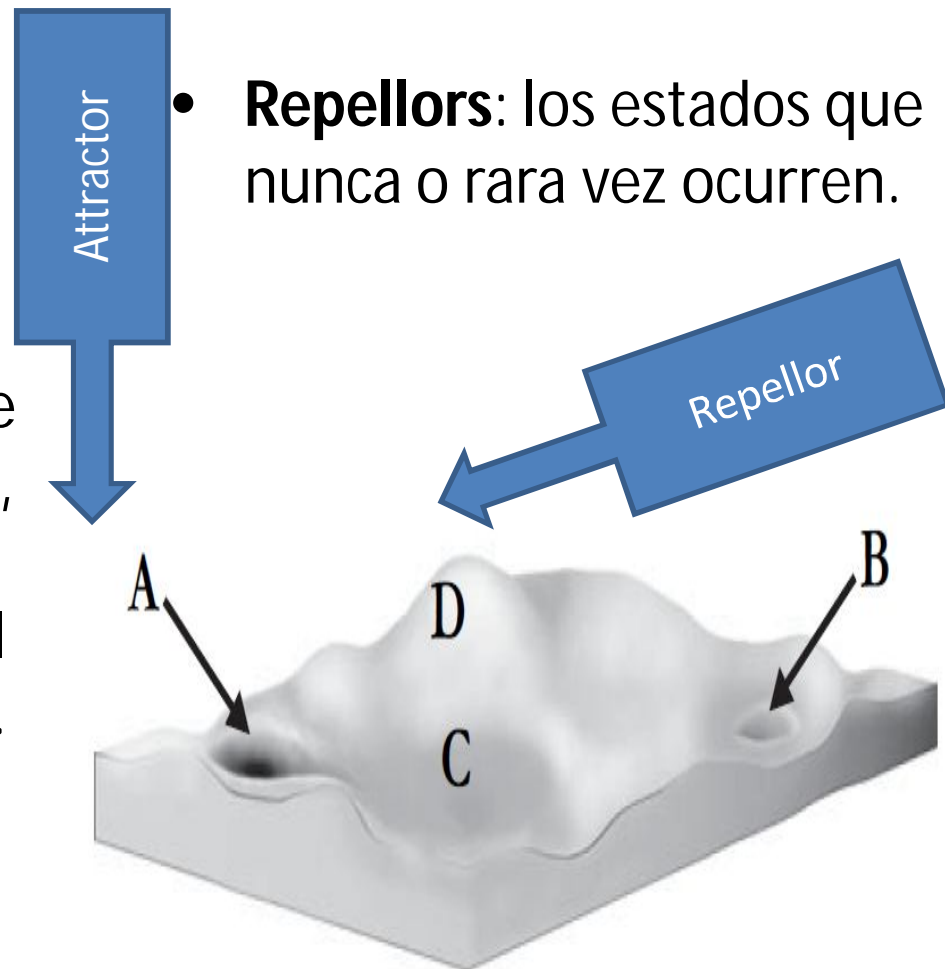 Attractor
• Repellors: los estados que
nunca o rara vez ocurren.
Repellor
e
,
l
.
A
B
D
C